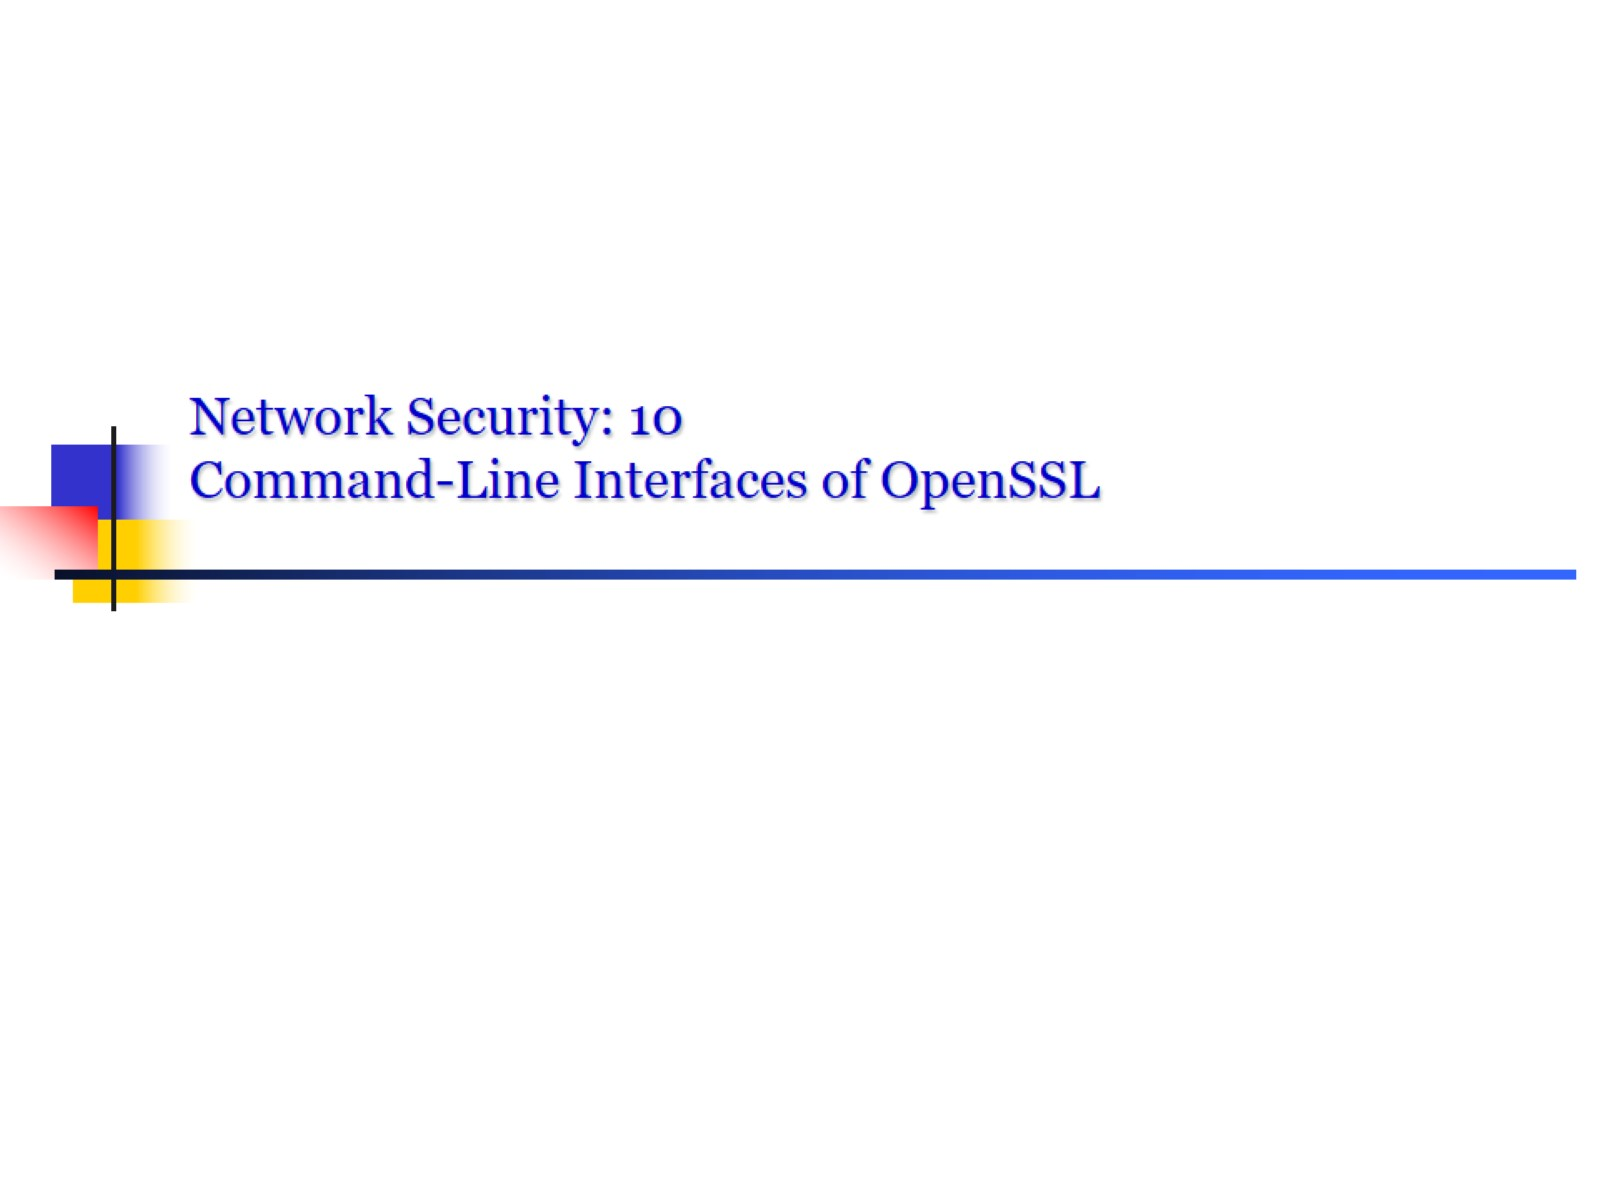 Network Security: 10
Command-Line Interfaces of OpenSSL